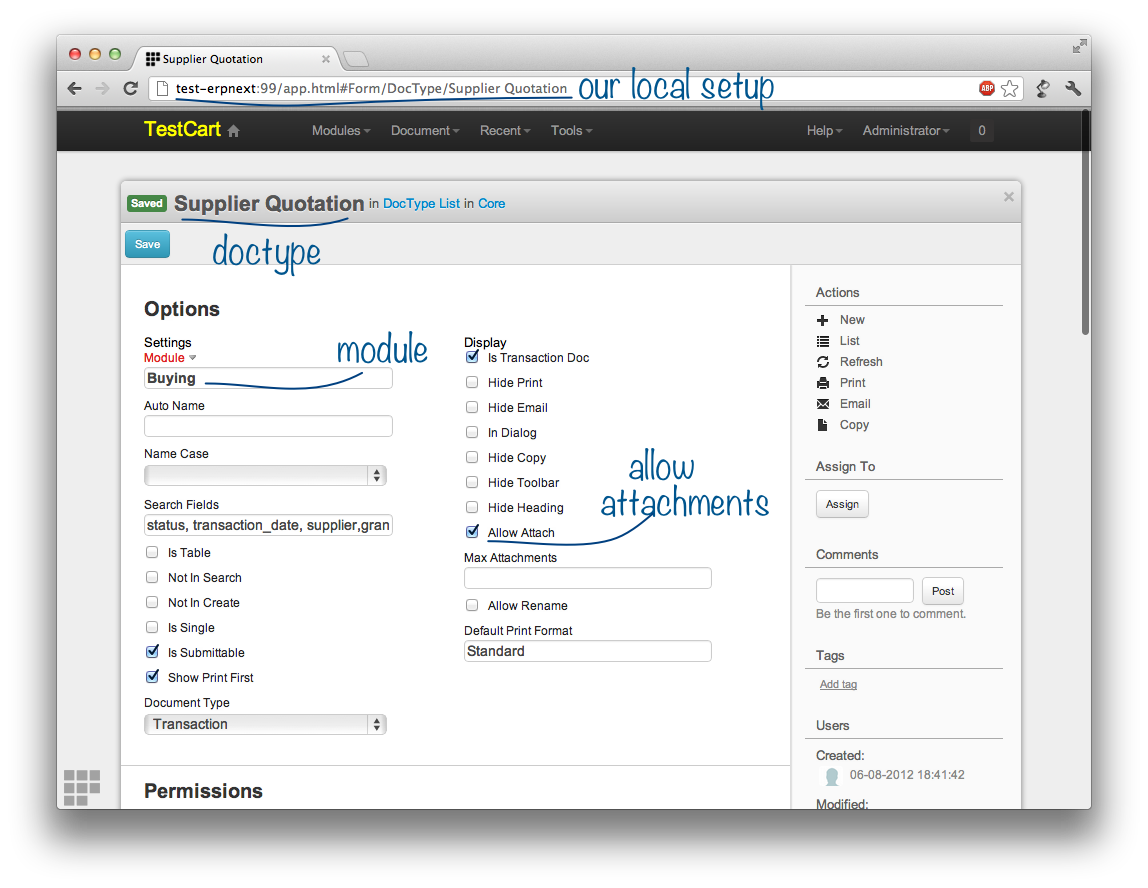 Supplier Quotation
test-erpnext:99/app.html#Form/DocType/Supplier Quotation
our local setup
ABP
TestCart Modules Document Recent Tools Help Administrator 0
Saved Supplier Quotation in DocType List in Core
Save
doctype
Options
Settings
Module
module
Buying
Auto Name
Name Case
Search Fields
status, transaction_date, supplier,gran
Is Table
Not In Search
Not In Create
Is Single
Is Submittable
Show Print First
Document Type
Transaction
Display
Is Transaction Doc
Hide Print
Hide Email
In Dialog
Hide Copy
Hide Toolbar
Hide Heading
allow
attachments
Allow Attach
Max Attachments
Allow Rename
Default Print Format
Standard
Permissions
Actions
New
List
Refresh
Print
Email
Copy
Assign To
Assign
Comments
Post
Be the first one to comment.
Tags
Add tag
Users
Created:
06-08-2012 18:41:42
Modified: